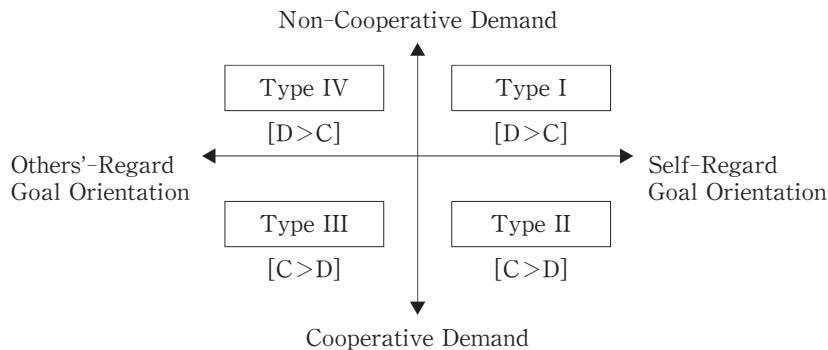 Non-Cooperative Demand
Type IV
Type I
[D>C]
[D>C]
Others'-Regard
Goal Orientation
Self-Regard
Goal Orientation
Type III
Type II
[C>D]
[C>D]
Cooperative Demand